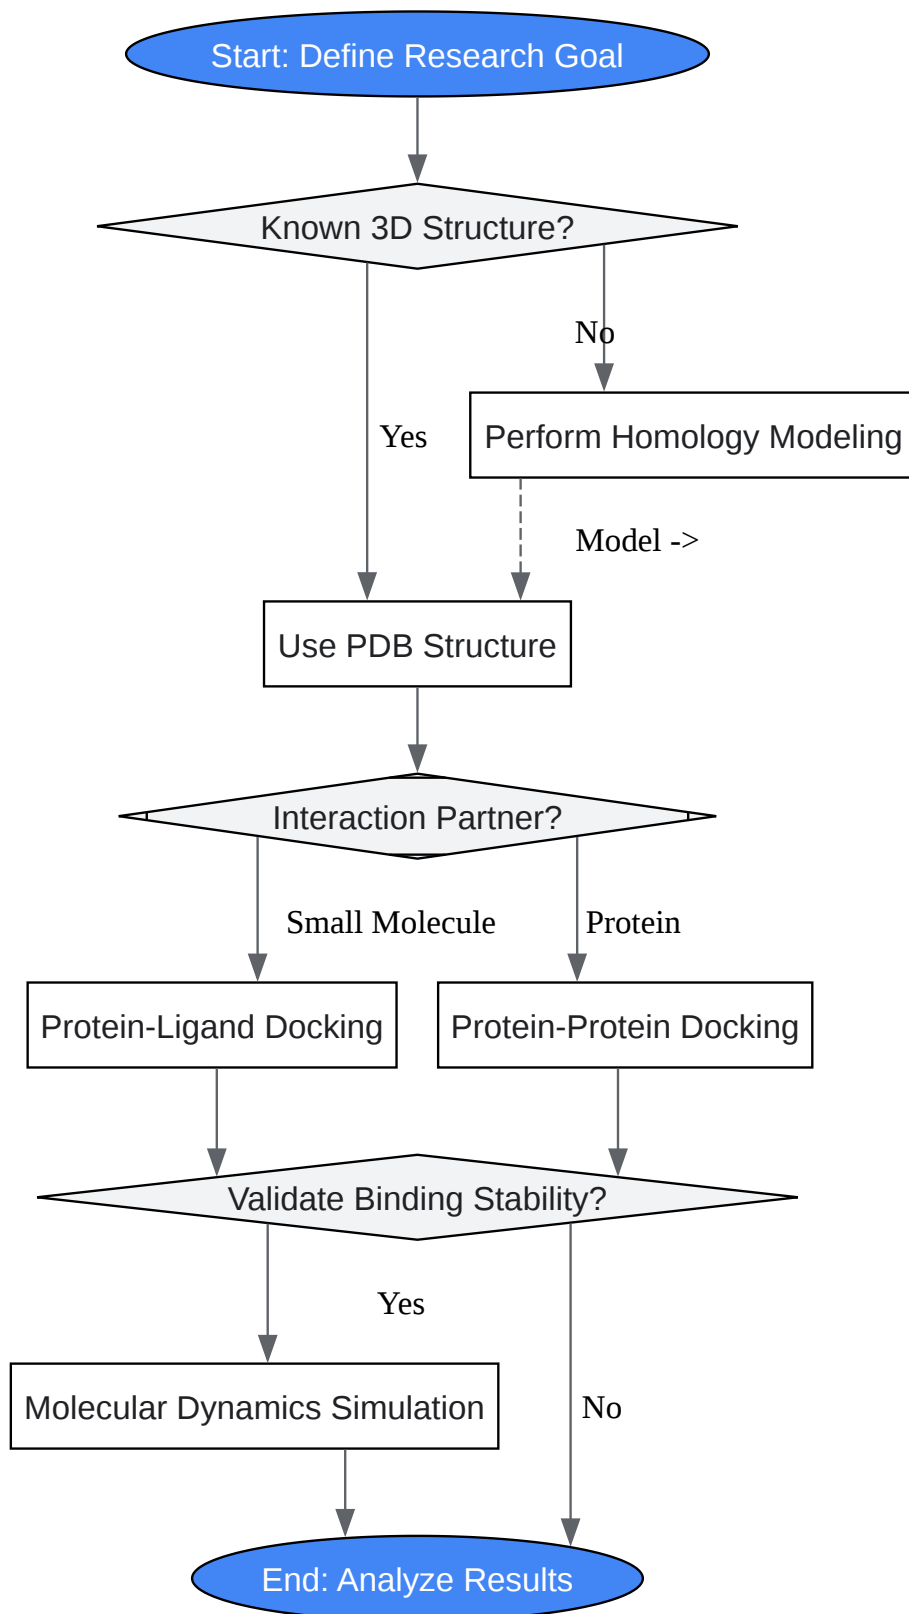 Start: Define Research Goal
Known 3D Structure?
No
Yes
Perform Homology Modeling
Model ->
Use PDB Structure
Interaction Partner?
Small Molecule
Protein
Protein-Ligand Docking
Protein-Protein Docking
Validate Binding Stability?
Yes
Molecular Dynamics Simulation
No
End: Analyze Results